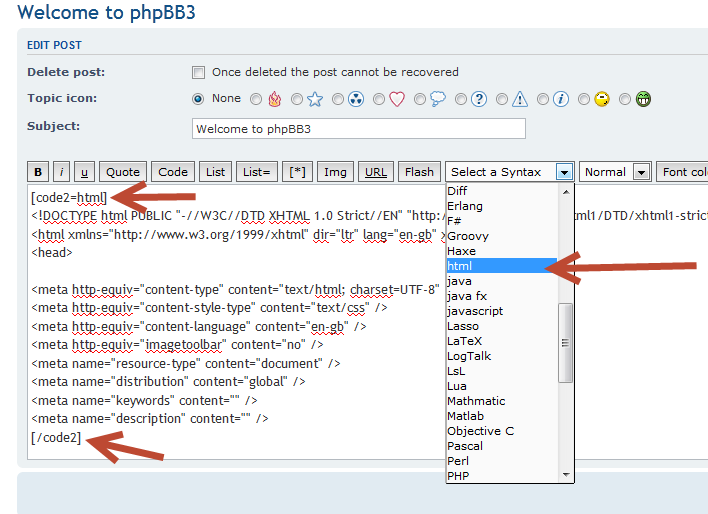 Welcome to phpBB3
EDIT POST
Delete post: Once deleted the post cannot be recovered
Topic icon: None
Subject: Welcome to phpBB3
B i u Quote Code List List= [*] Img URL Flash Select a Syntax Normal Font colo
[code2=html]
<!DOCTYPE html PUBLIC "-//W3C//DTD XHTML 1.0 Strict//EN" "http: ml1/DTD/xhtml1-strict
<html xmlns="http://www.w3.org/1999/xhtml" dir="ltr" lang="en-gb" x
<head>
<meta http-equiv="content-type" content="text/html; charset=UTF-8"
<meta http-equiv="content-style-type" content="text/css" />
<meta http-equiv="content-language" content="en-gb" />
<meta http-equiv="imagetoolbar" content="no" />
<meta name="resource-type" content="document" />
<meta name="distribution" content="global" />
<meta name="keywords" content="" />
<meta name="description" content="" />
[/code2]
Diff
Erlang
F#
Groovy
Haxe
html
java
java fx
javascript
Lasso
LaTeX
LogTalk
LsL
Lua
Mathmatic
Matlab
Objective C
Pascal
Perl
PHP